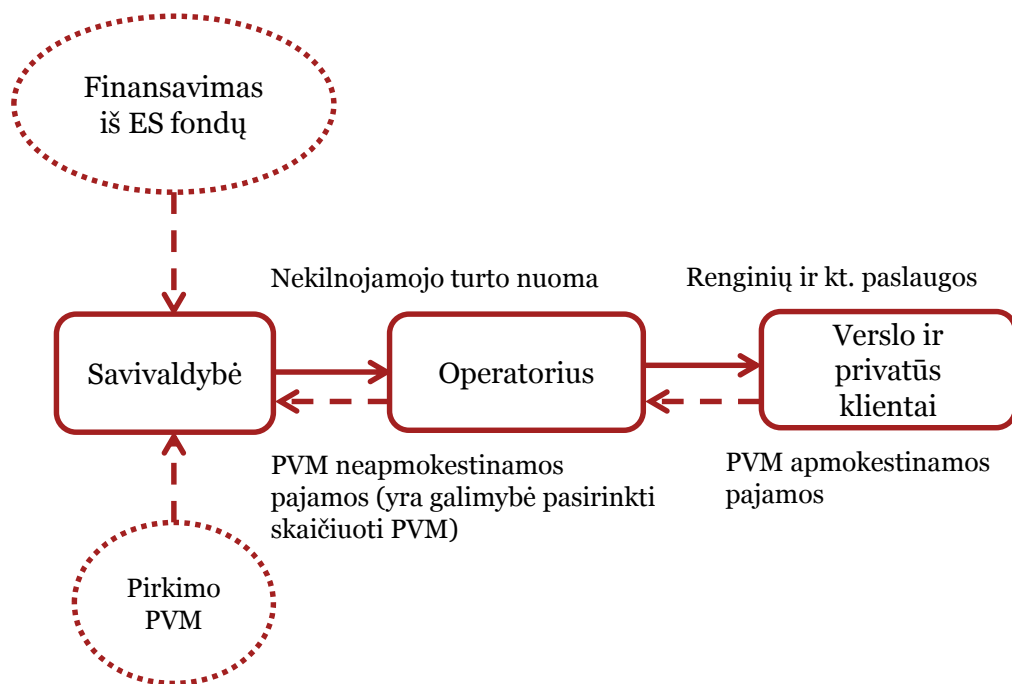 Finansavimas
iš ES fondų
Nekilnojamojo turto nuoma
Renginių ir kt. paslaugos
Savivaldybė
Operatorius
Verslo ir
privatūs
klientai
PVM neapmokestinamos
pajamos (yra galimybė pasirinkti
skaičiuoti PVM)
PVM apmokestinamos
pajamos
Pirkimo
PVM